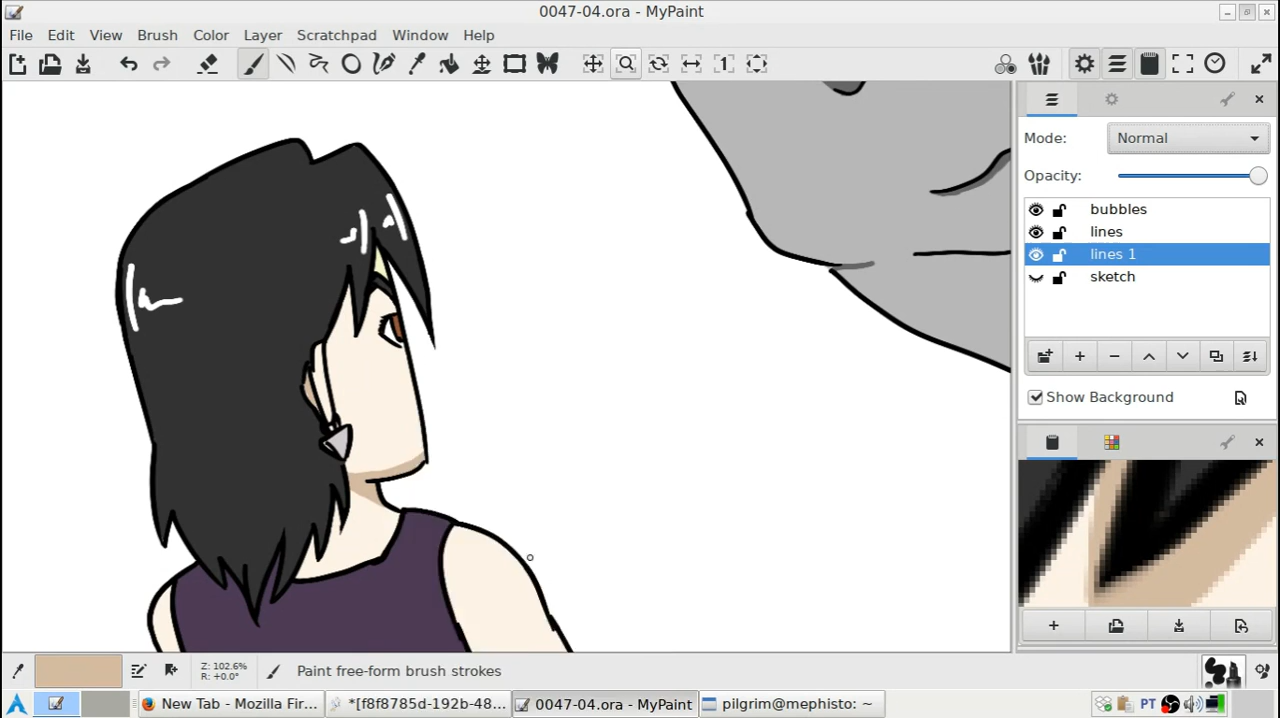 0047-04.ora - MyPaint
File Edit View Brush Color Layer Scratchpad Window Help
1
Mode: Normal
Opacity:
bubbles
lines
lines 1
sketch
Show Background
Z: 102.6%
R: +0.0°
Paint free-form brush strokes
New Tab - Mozilla Fir... *[f8f8785d-192b-48... 0047-04.ora - MyPaint pilgrim@mephisto: ~ PT